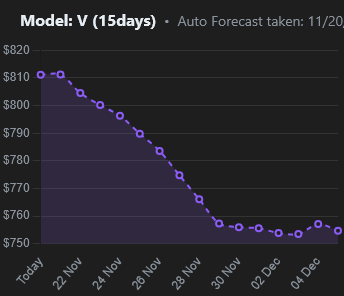 Model: V (15days) • Auto Forecast taken: 11/20/
$820
$810
$800
$790
$780
$770
$760
$750
Today
22 Nov
24 Nov
26 Nov
28 Nov
30 Nov
02 Dec
04 Dec